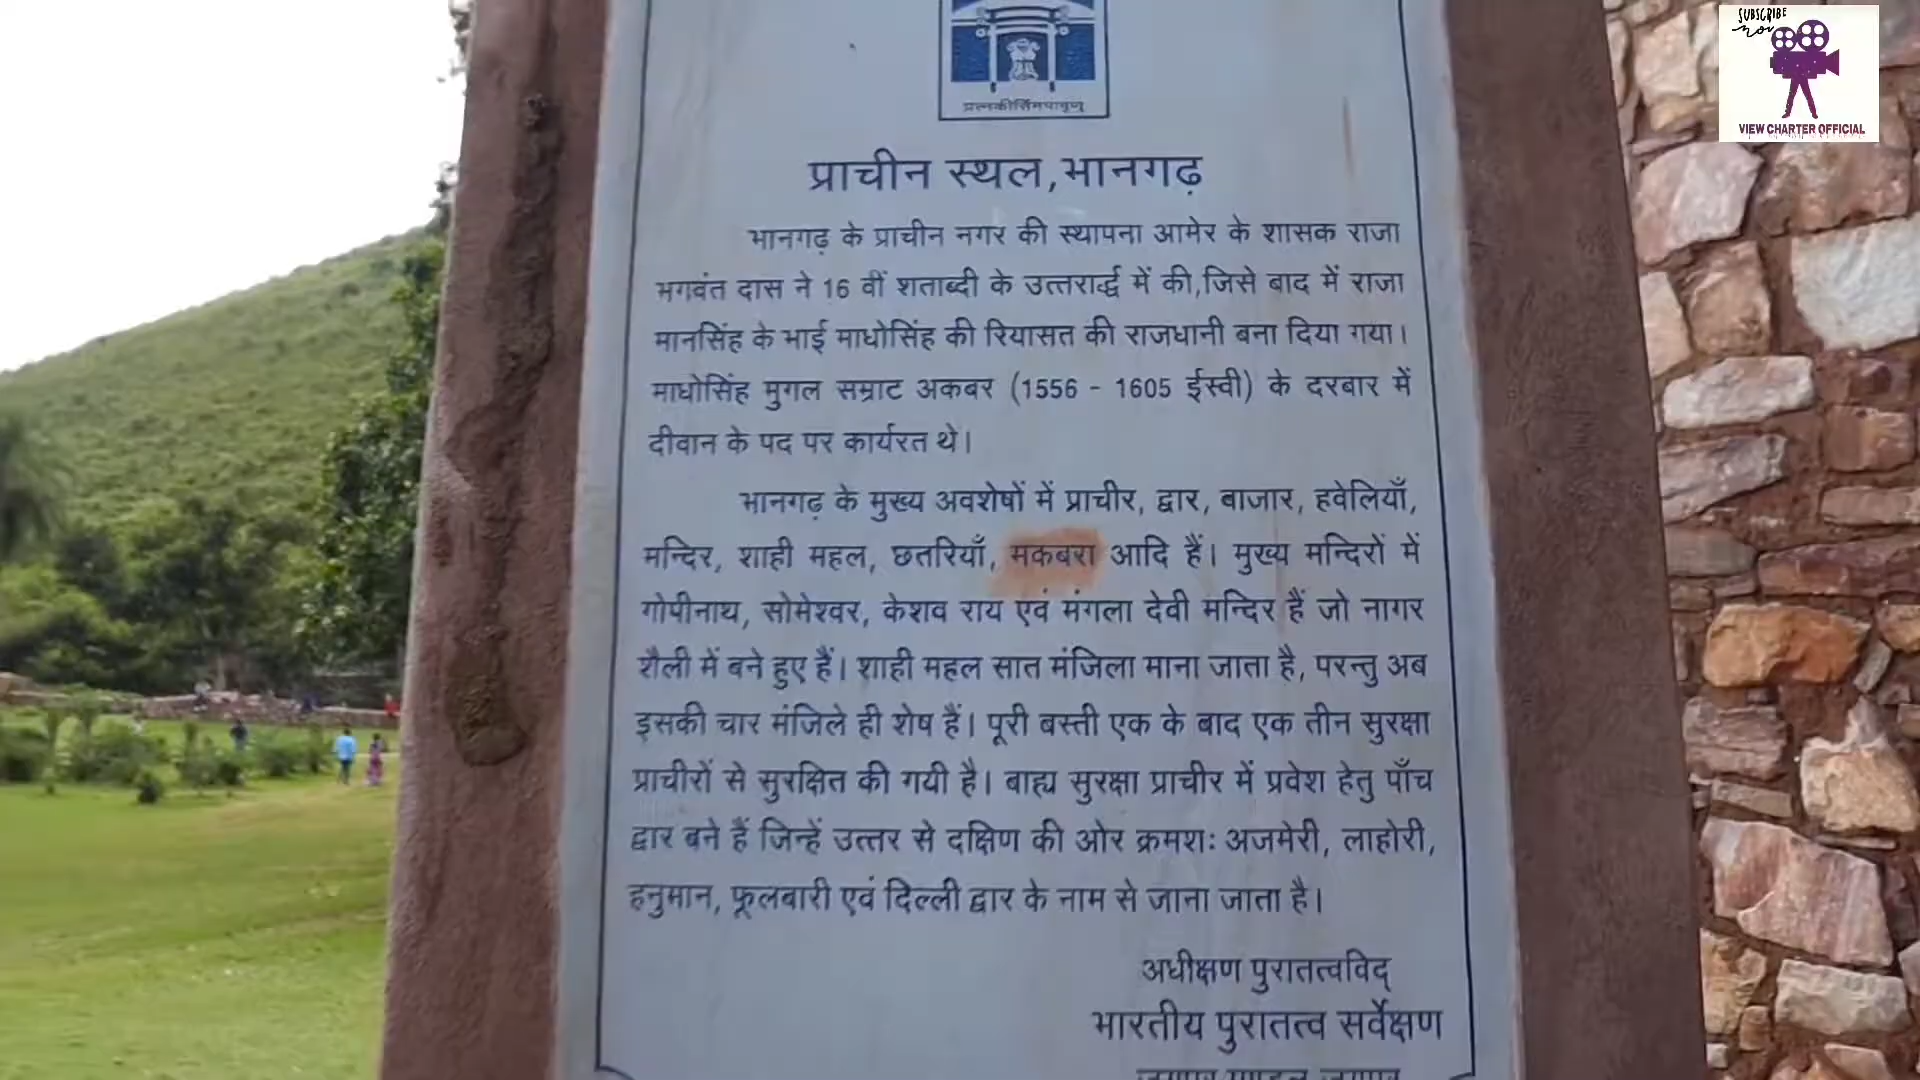 SUBSCRIBE
now
VIEW CHARTER OFFICIAL
प्रत्नकीर्तिमपावृणु
प्राचीन स्थल,भानगढ़
भानगढ़ के प्राचीन नगर की स्थापना आमेर के शासक राजा
भगवंत दास ने 16 वीं शताब्दी के उत्तरार्द्ध में की,जिसे बाद में राजा
मानसिंह के भाई माधोसिंह की रियासत की राजधानी बना दिया गया।
माधोसिंह मुगल सम्राट अकबर (1556 - 1605 ईस्वी) के दरबार में
दीवान के पद पर कार्यरत थे।
भानगढ़ के मुख्य अवशेषों में प्राचीर, द्वार, बाजार, हवेलियाँ,
मन्दिर, शाही महल, छतरियाँ, मकबरा आदि हैं। मुख्य मन्दिरों में
गोपीनाथ, सोमेश्वर, केशव राय एवं मंगला देवी मन्दिर हैं जो नागर
शैली में बने हुए हैं। शाही महल सात मंजिला माना जाता है, परन्तु अब
इसकी चार मंजिले ही शेष हैं। पूरी बस्ती एक के बाद एक तीन सुरक्षा
प्राचीरों से सुरक्षित की गयी है। बाह्य सुरक्षा प्राचीर में प्रवेश हेतु पाँच
द्वार बने हैं जिन्हें उत्तर से दक्षिण की ओर क्रमशः अजमेरी, लाहोरी,
हनुमान, फूलबारी एवं दिल्ली द्वार के नाम से जाना जाता है।
अधीक्षण पुरातत्वविद्
भारतीय पुरातत्व सर्वेक्षण